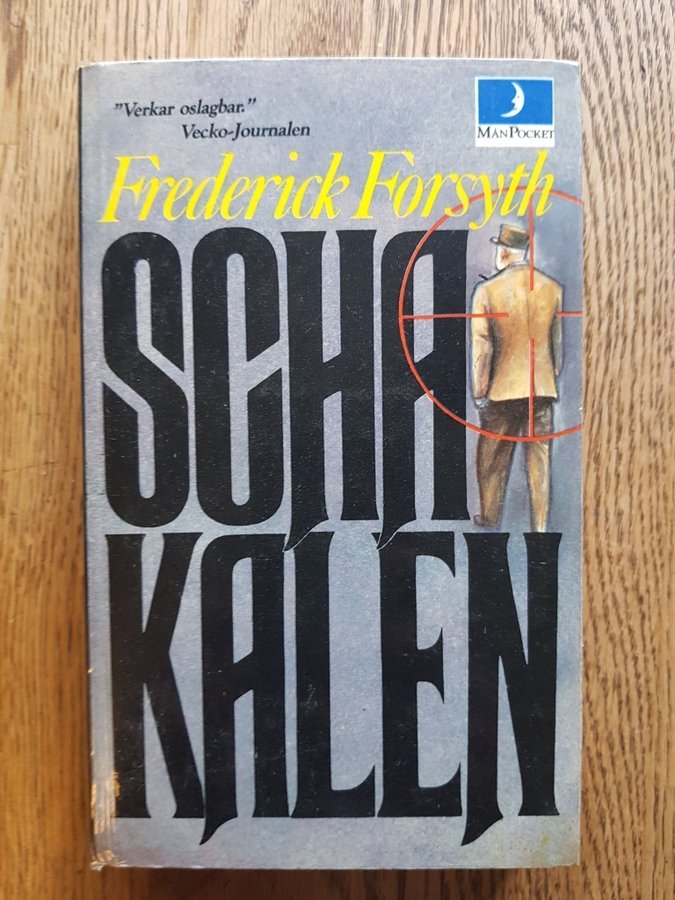 "Verkar oslagbar."
Vecko-Journalen
MÅNPOCKET
Frederick Forsyth
SCHA
KALEN